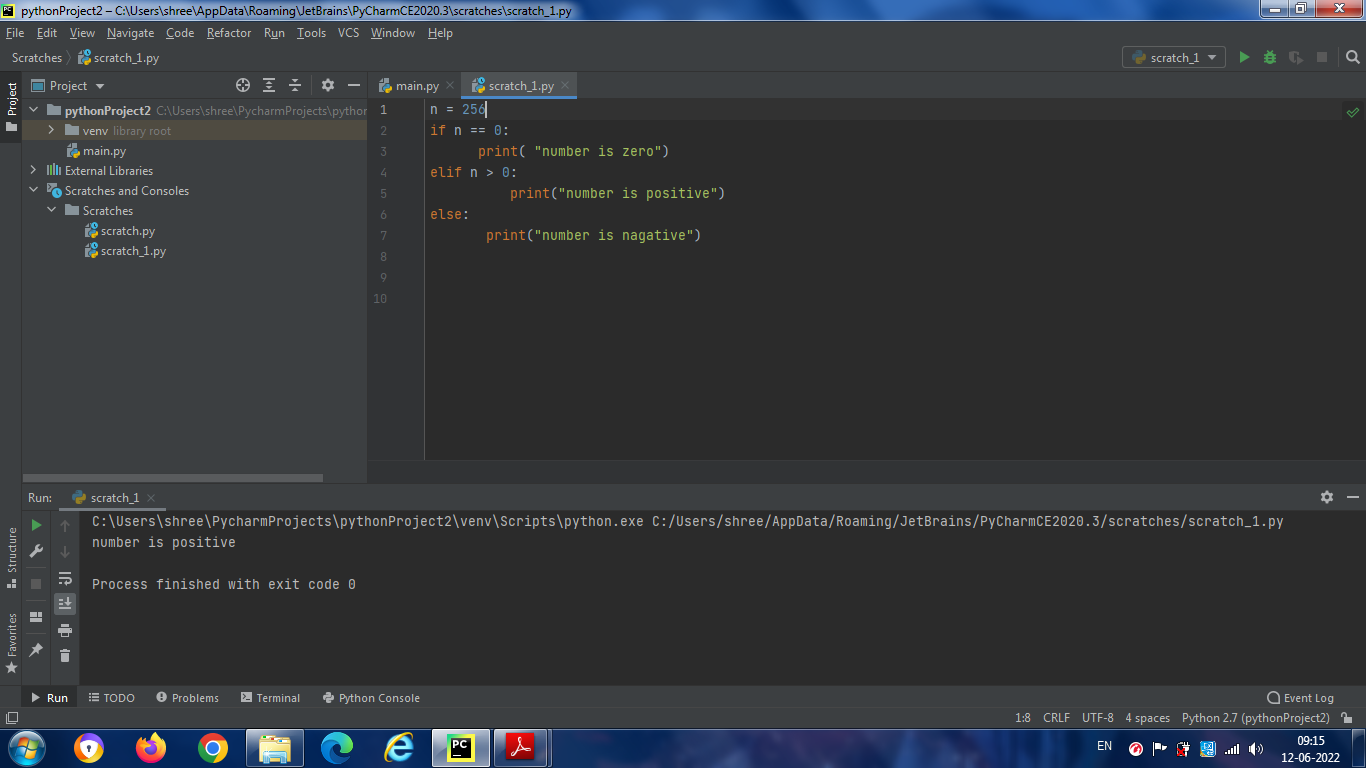 pythonProject2 – C:\Users\shree\AppData\Roaming\JetBrains\PyCharmCE2020.3\scratches\scratch_1.py
File Edit View Navigate Code Refactor Run Tools VCS Window Help
Scratches scratch_1.py
scratch_1
Project
Project
main.py
scratch_1.py
pythonProject2 C:\Users\shree\PycharmProjects\python
venv library root
main.py
External Libraries
Scratches and Consoles
Scratches
scratch.py
scratch_1.py
1 n = 256
2 if n == 0:
3 print( "number is zero")
4 elif n > 0:
5 print("number is positive")
6 else:
7 print("number is nagative")
8
9
10
Run: scratch_1
C:\Users\shree\PycharmProjects\pythonProject2\venv\Scripts\python.exe C:/Users/shree/AppData/Roaming/JetBrains/PyCharmCE2020.3/scratches/scratch_1.py
number is positive
Process finished with exit code 0
Structure
Favorites
Run TODO Problems Terminal Python Console Event Log
1:8 CRLF UTF-8 4 spaces Python 2.7 (pythonProject2)
PC
EN
09:15
12-06-2022